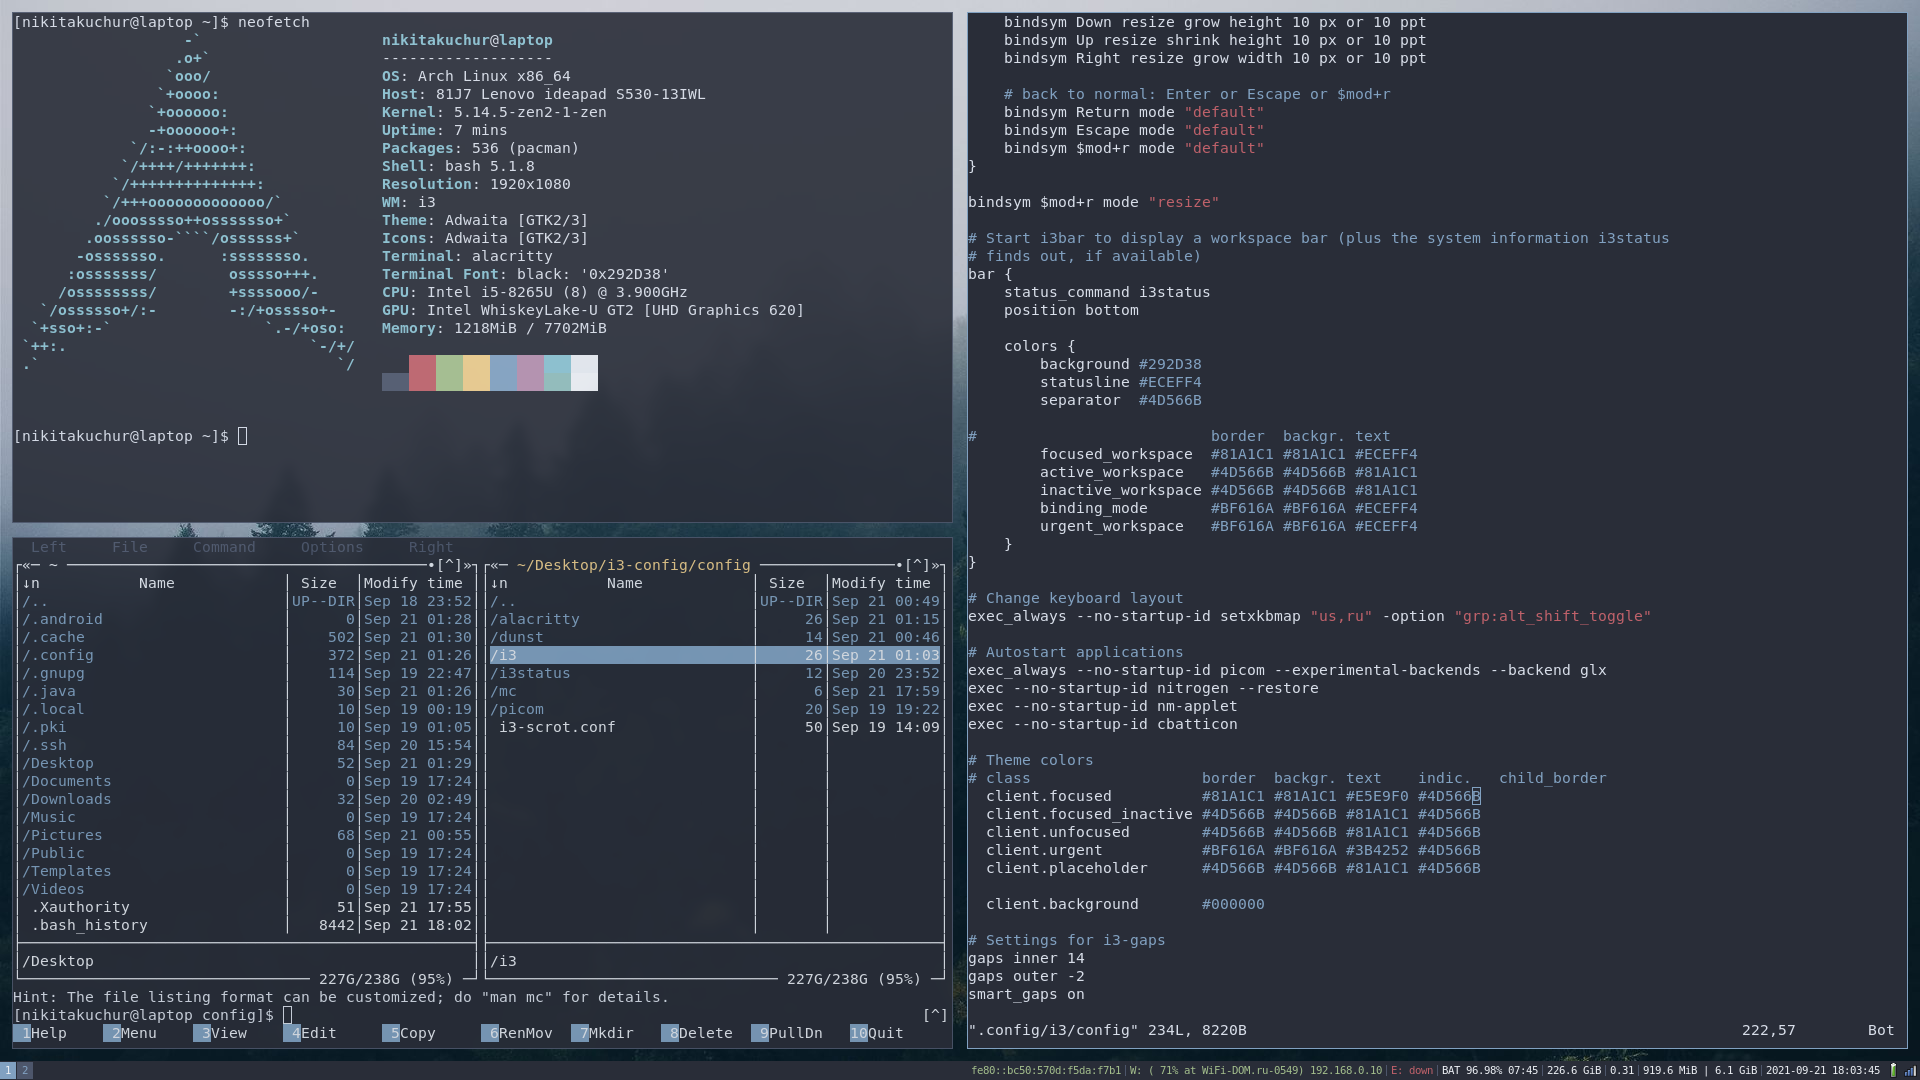 [nikitakuchur@laptop ~]$ neofetch
nikitakuchur@laptop
-------------------
OS: Arch Linux x86_64
Host: 81J7 Lenovo ideapad S530-13IWL
Kernel: 5.14.5-zen2-1-zen
Uptime: 7 mins
Packages: 536 (pacman)
Shell: bash 5.1.8
Resolution: 1920x1080
WM: i3
Theme: Adwaita [GTK2/3]
Icons: Adwaita [GTK2/3]
Terminal: alacritty
Terminal Font: black: '0x292D38'
CPU: Intel i5-8265U (8) @ 3.900GHz
GPU: Intel WhiskeyLake-U GT2 [UHD Graphics 620]
Memory: 1218MiB / 7702MiB
[nikitakuchur@laptop ~]$
Left File Command Options Right
«─ ~ •[^]» «─ ~/Desktop/i3-config/config •[^]»
↓n Name Size Modify time ↓n Name Size Modify time
/.. UP--DIR Sep 18 23:52 /.. UP--DIR Sep 21 00:49
/.android 0 Sep 21 01:28 /alacritty 26 Sep 21 01:15
/.cache 502 Sep 21 01:30 /dunst 14 Sep 21 00:46
/.config 372 Sep 21 01:26 /i3 26 Sep 21 01:03
/.gnupg 114 Sep 19 22:47 /i3status 12 Sep 20 23:52
/.java 30 Sep 21 01:26 /mc 6 Sep 21 17:59
/.local 10 Sep 19 00:19 /picom 20 Sep 19 19:22
/.pki 10 Sep 19 01:05 i3-scrot.conf 50 Sep 19 14:09
/.ssh 84 Sep 20 15:54
/Desktop 52 Sep 21 01:29
/Documents 0 Sep 19 17:24
/Downloads 32 Sep 20 02:49
/Music 0 Sep 19 17:24
/Pictures 68 Sep 21 00:55
/Public 0 Sep 19 17:24
/Templates 0 Sep 19 17:24
/Videos 0 Sep 19 17:24
.Xauthority 51 Sep 21 17:55
.bash_history 8442 Sep 21 18:02
/Desktop /i3
227G/238G (95%) 227G/238G (95%)
Hint: The file listing format can be customized; do "man mc" for details.
[nikitakuchur@laptop config]$ [^]
1Help 2Menu 3View 4Edit 5Copy 6RenMov 7Mkdir 8Delete 9PullDn 10Quit
bindsym Down resize grow height 10 px or 10 ppt
bindsym Up resize shrink height 10 px or 10 ppt
bindsym Right resize grow width 10 px or 10 ppt
# back to normal: Enter or Escape or $mod+r
bindsym Return mode "default"
bindsym Escape mode "default"
bindsym $mod+r mode "default"
}
bindsym $mod+r mode "resize"
# Start i3bar to display a workspace bar (plus the system information i3status
# finds out, if available)
bar {
status_command i3status
position bottom
colors {
background #292D38
statusline #ECEFF4
separator #4D566B
# border backgr. text
focused_workspace #81A1C1 #81A1C1 #ECEFF4
active_workspace #4D566B #4D566B #81A1C1
inactive_workspace #4D566B #4D566B #81A1C1
binding_mode #BF616A #BF616A #ECEFF4
urgent_workspace #BF616A #BF616A #ECEFF4
}
}
# Change keyboard layout
exec_always --no-startup-id setxkbmap "us,ru" -option "grp:alt_shift_toggle"
# Autostart applications
exec_always --no-startup-id picom --experimental-backends --backend glx
exec --no-startup-id nitrogen --restore
exec --no-startup-id nm-applet
exec --no-startup-id cbatticon
# Theme colors
# class border backgr. text indic. child_border
client.focused #81A1C1 #81A1C1 #E5E9F0 #4D566B
client.focused_inactive #4D566B #4D566B #81A1C1 #4D566B
client.unfocused #4D566B #4D566B #81A1C1 #4D566B
client.urgent #BF616A #BF616A #3B4252 #4D566B
client.placeholder #4D566B #4D566B #81A1C1 #4D566B
client.background #000000
# Settings for i3-gaps
gaps inner 14
gaps outer -2
smart_gaps on
".config/i3/config" 234L, 8220B 222,57 Bot
1 2 fe80::bc50:570d:f5da:f7b1 | W: ( 71% at WiFi-DOM.ru-0549) 192.168.0.10 | E: down | BAT 96.98% 07:45 | 226.6 GiB | 0.31 | 919.6 MiB | 6.1 GiB | 2021-09-21 18:03:45